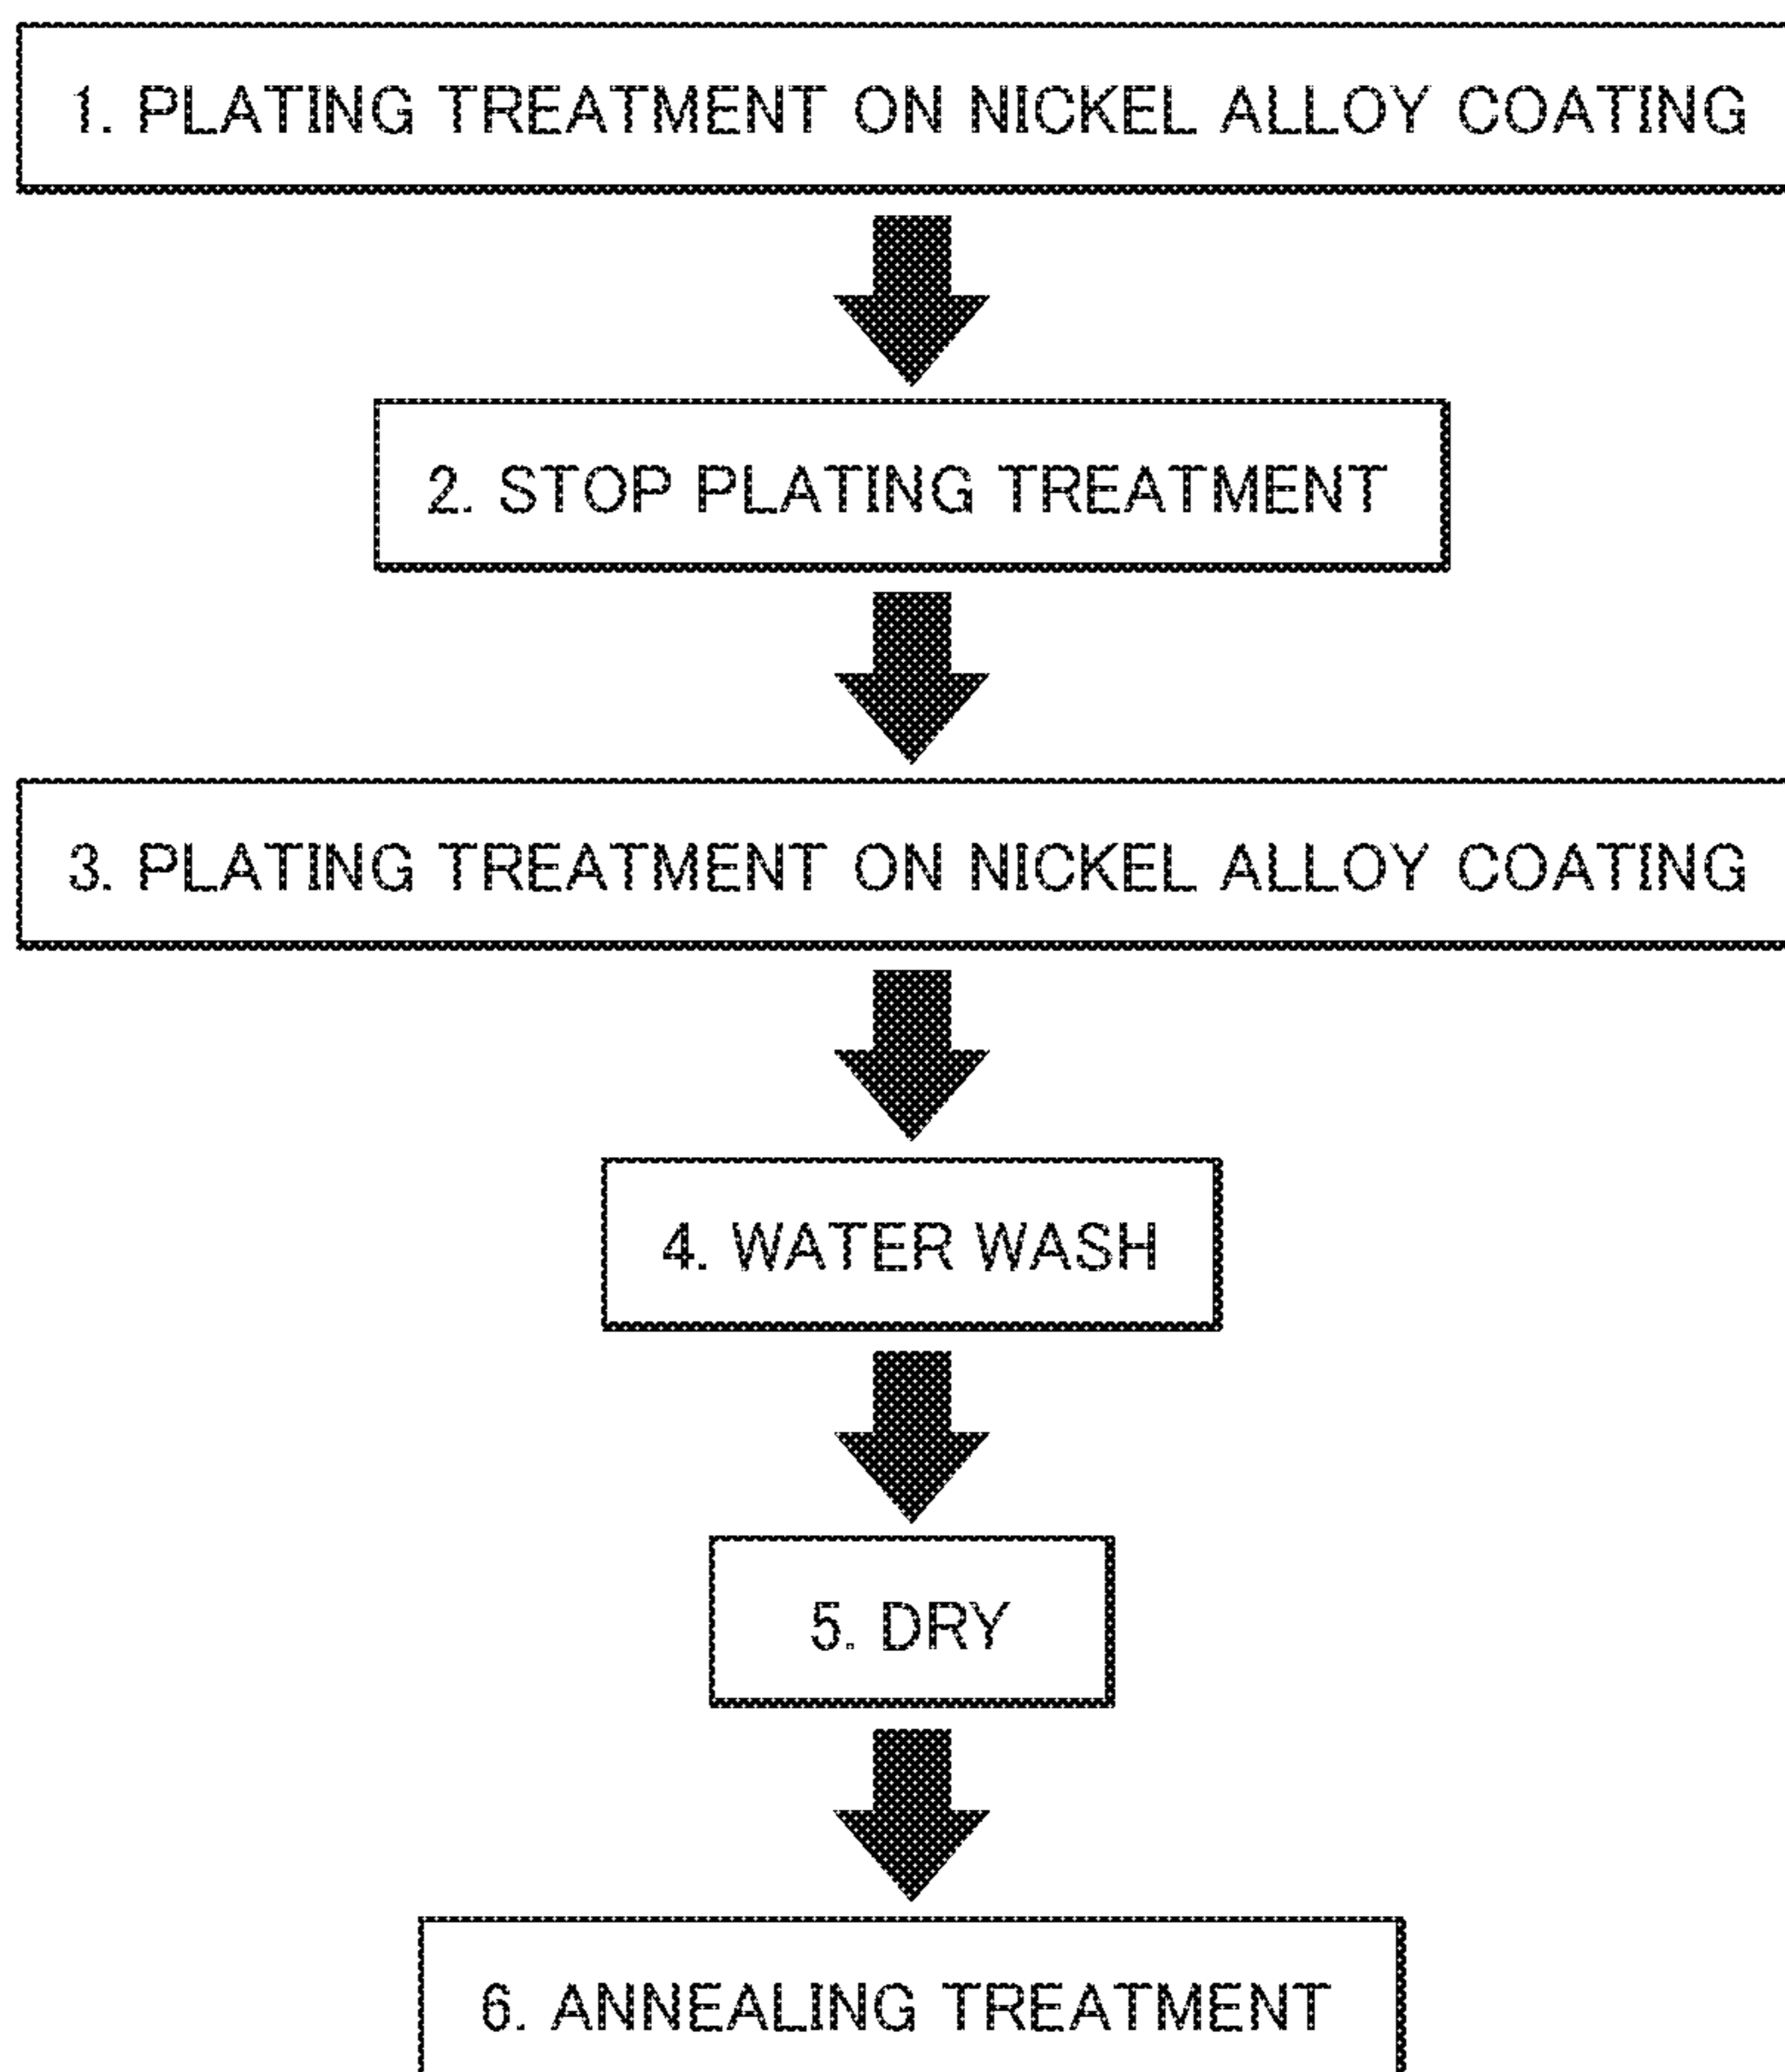 1. PLATING TREATMENT ON NICKEL ALLOY COATING
2. STOP PLATING TREATMENT
3. PLATING TREATMENT ON NICKEL ALLOY COATING
4. WATER WASH
5. DRY
6. ANNEALING TREATMENT